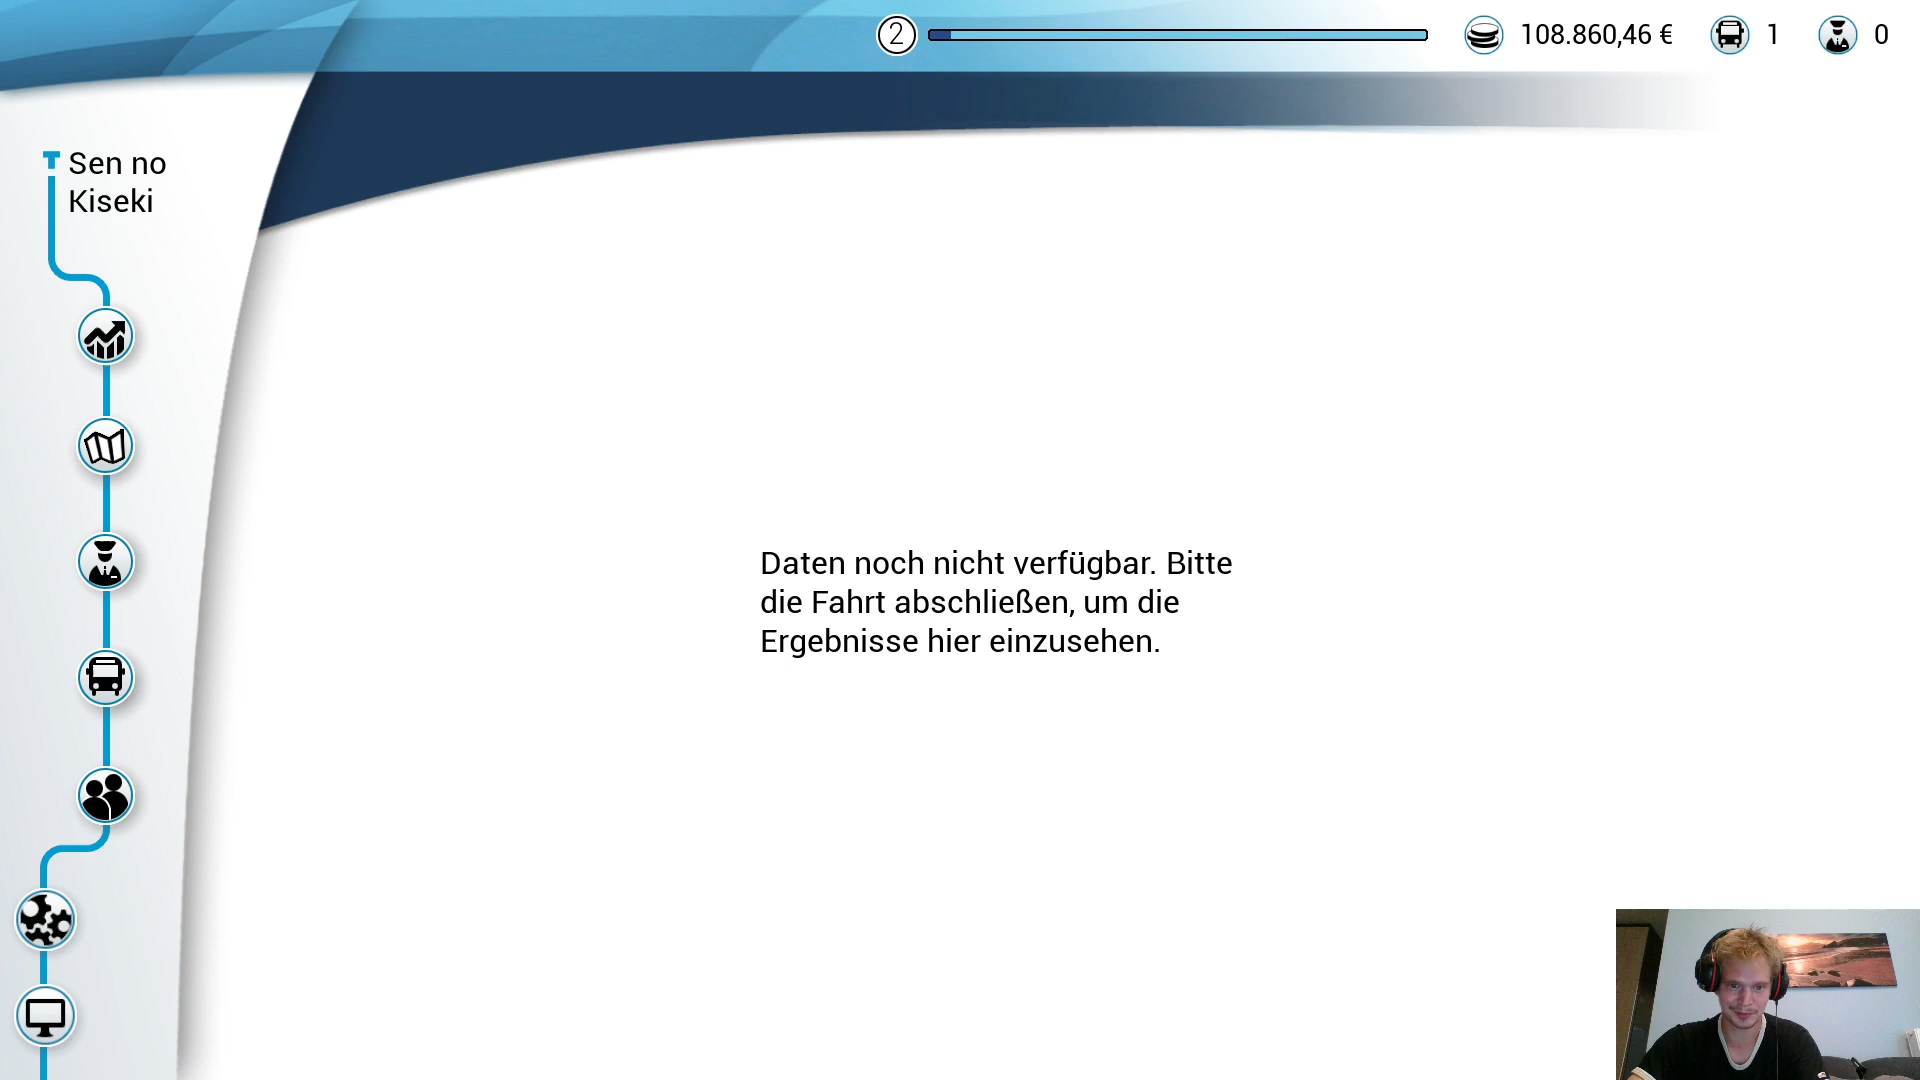 2
108.860,46 €
1
0
Sen no
Kiseki
Daten noch nicht verfügbar. Bitte
die Fahrt abschließen, um die
Ergebnisse hier einzusehen.